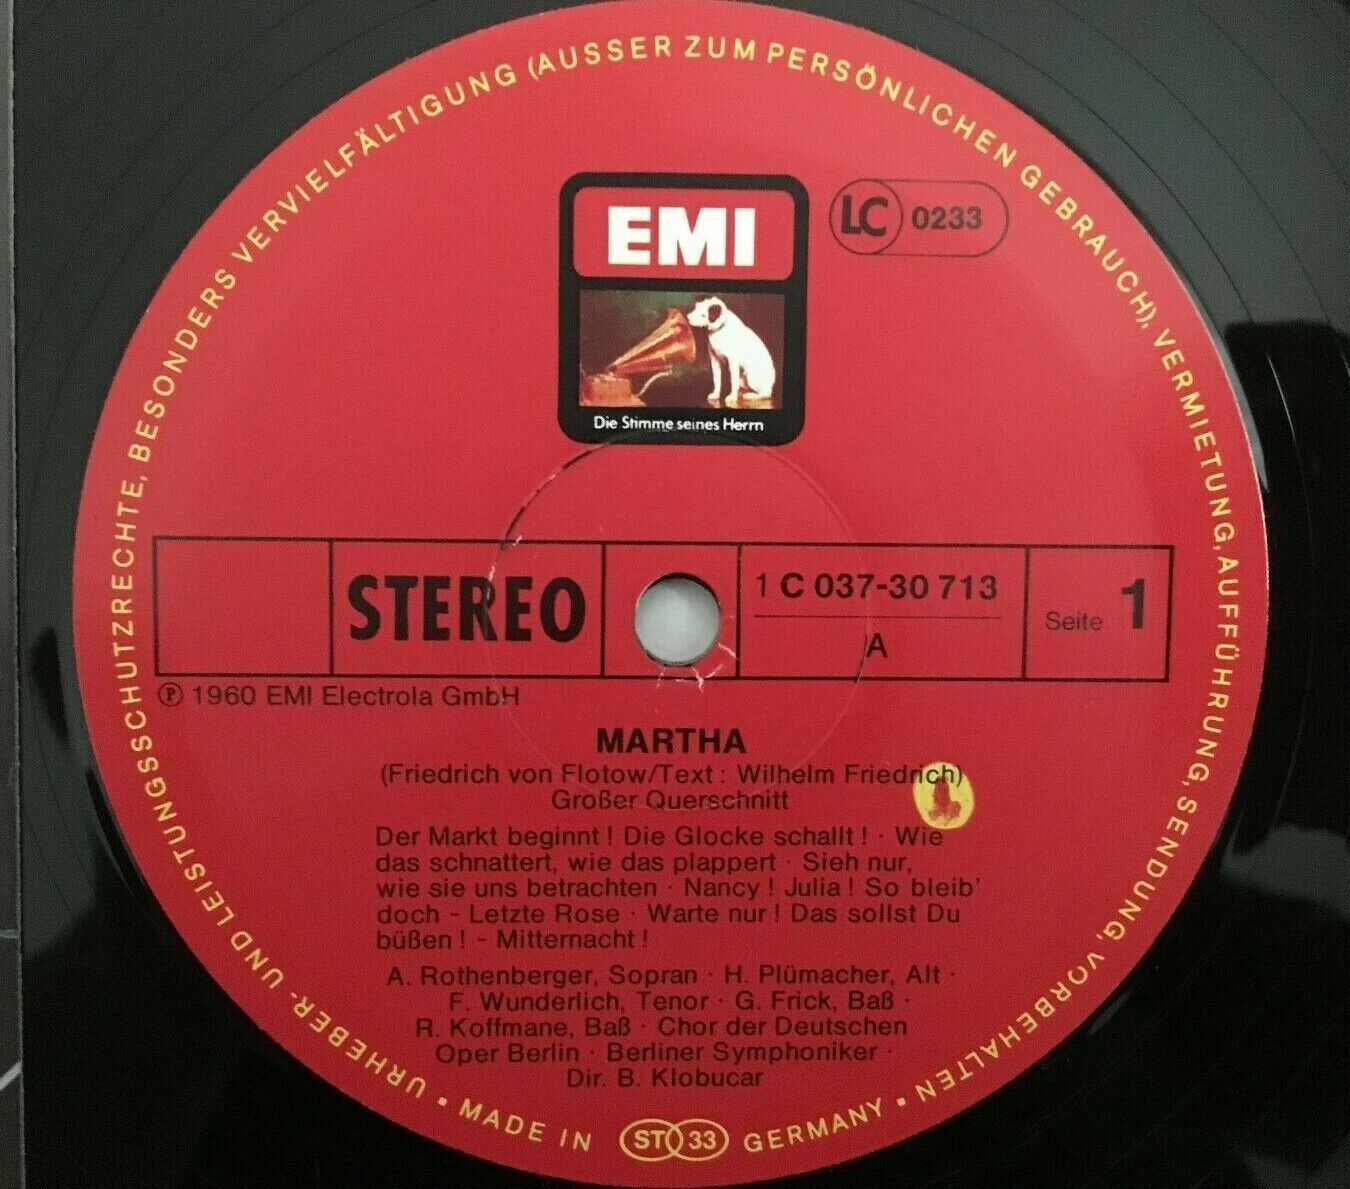 URHEBER- UND LEISTUNGSSCHUTZRECHTE, BESONDERS VERVIELFÄLTIGUNG (AUSSER ZUM PERSÖNLICHEN GEBRAUCH), VERMIETUNG, AUFFÜHRUNG, SENDUNG, VORBEHALTEN •
EMI
LC 0233
Die Stimme seines Herrn
STEREO
1 C 037-30 713
A
Seite 1
℗ 1960 EMI Electrola GmbH
MARTHA
(Friedrich von Flotow/Text: Wilhelm Friedrich)
Großer Querschnitt
Der Markt beginnt! Die Glocke schallt! · Wie
das schnattert, wie das plappert · Sieh nur,
wie sie uns betrachten · Nancy! Julia! So bleib'
doch - Letzte Rose · Warte nur! Das sollst Du
büßen! - Mitternacht!
A. Rothenberger, Sopran · H. Plümacher, Alt ·
F. Wunderlich, Tenor · G. Frick, Baß ·
R. Koffmane, Baß · Chor der Deutschen
Oper Berlin · Berliner Symphoniker ·
Dir. B. Klobucar
• MADE IN ST 33 GERMANY •